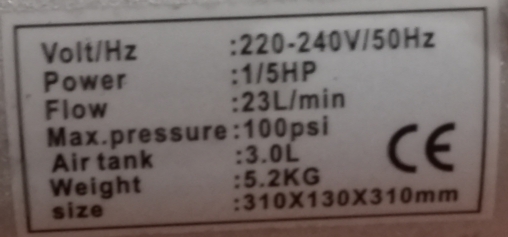 Volt/Hz :220-240V/50Hz
Power :1/5HP
Flow :23L/min
Max.pressure:100psi
Air tank :3.0L
Weight :5.2KG
size :310X130X310mm
CE